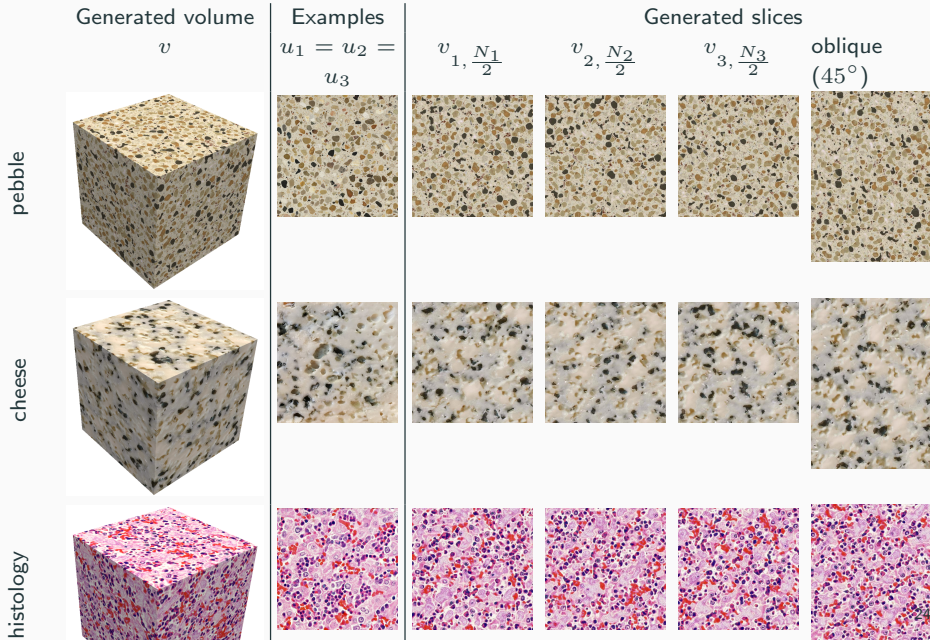 Generated volume Examples Generated slices
v u₁ = u₂ = u₃ v₁,N₁/2 v₂,N₂/2 v₃,N₃/2 oblique (45°)
pebble
cheese
histology
24